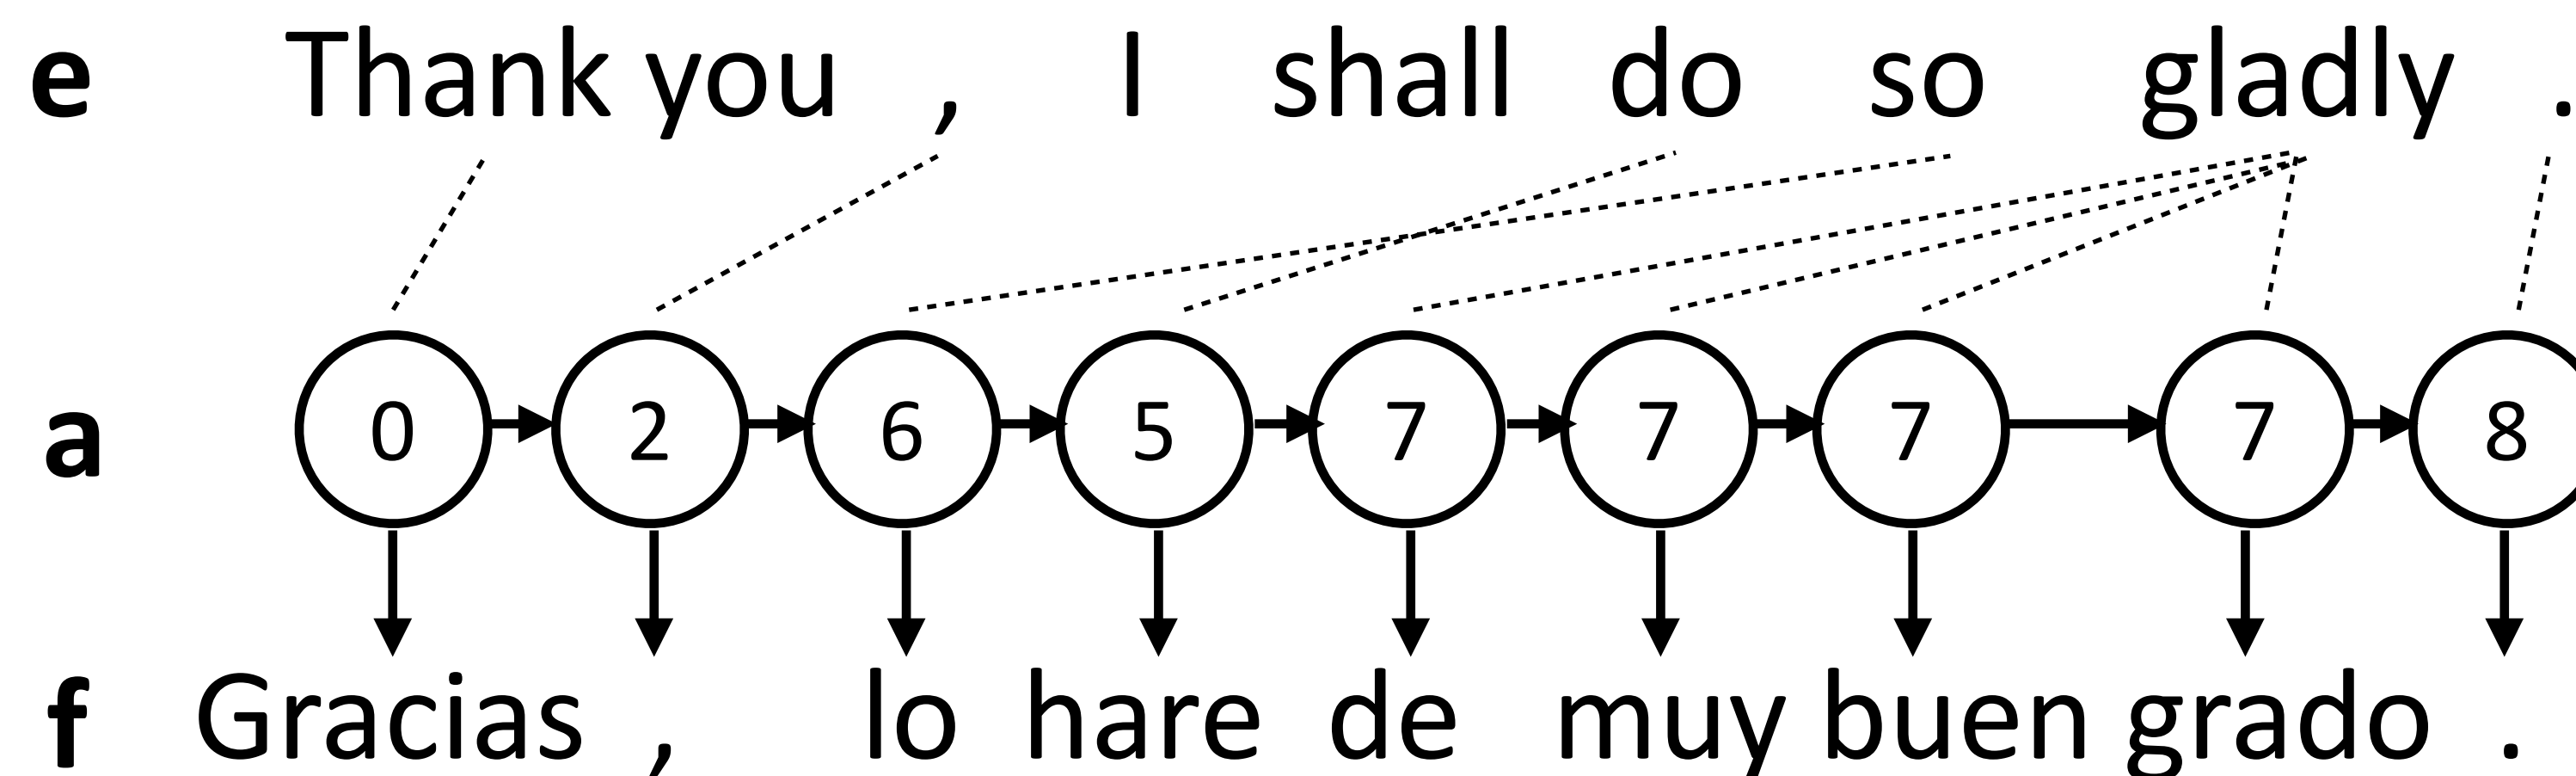 e Thank you , I shall do so gladly .
a 0 2 6 5 7 7 7 7 8
f Gracias , lo hare de muy buen grado .